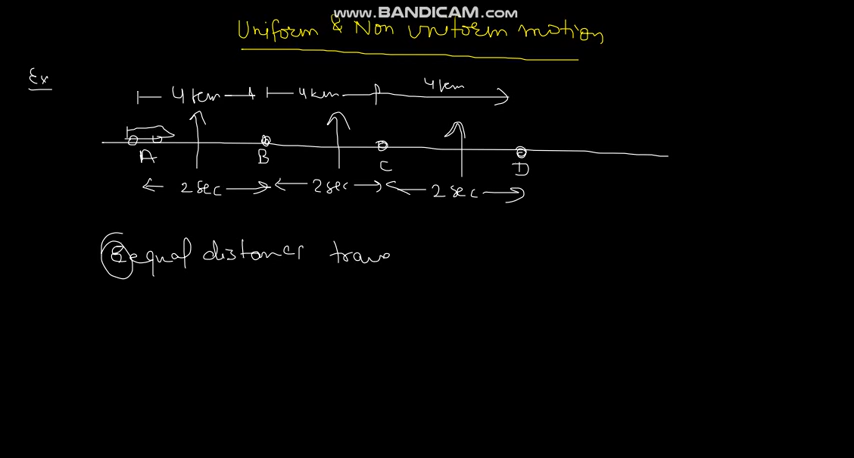 www.BANDICAM.com
Uniform & Non uniform motion
Ex
4 km 4 km 4 km
A B C D
2 sec 2 sec 2 sec
equal distance trave